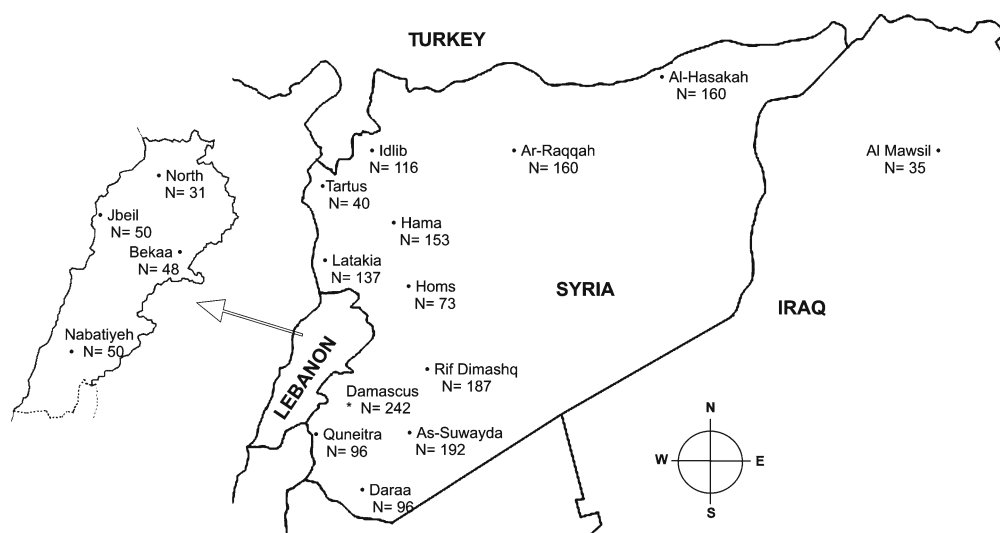 TURKEY
Al-Hasakah
N= 160
Idlib
N= 116
Ar-Raqqah
N= 160
Al Mawsil
N= 35
North
N= 31
Tartus
N= 40
Jbeil
N= 50
Hama
N= 153
Bekaa
N= 48
Latakia
N= 137
Homs
N= 73
SYRIA
IRAQ
Nabatiyeh
N= 50
LEBANON
Rif Dimashq
N= 187
Damascus
* N= 242
Quneitra
N= 96
As-Suwayda
N= 192
Daraa
N= 96
N
W E
S